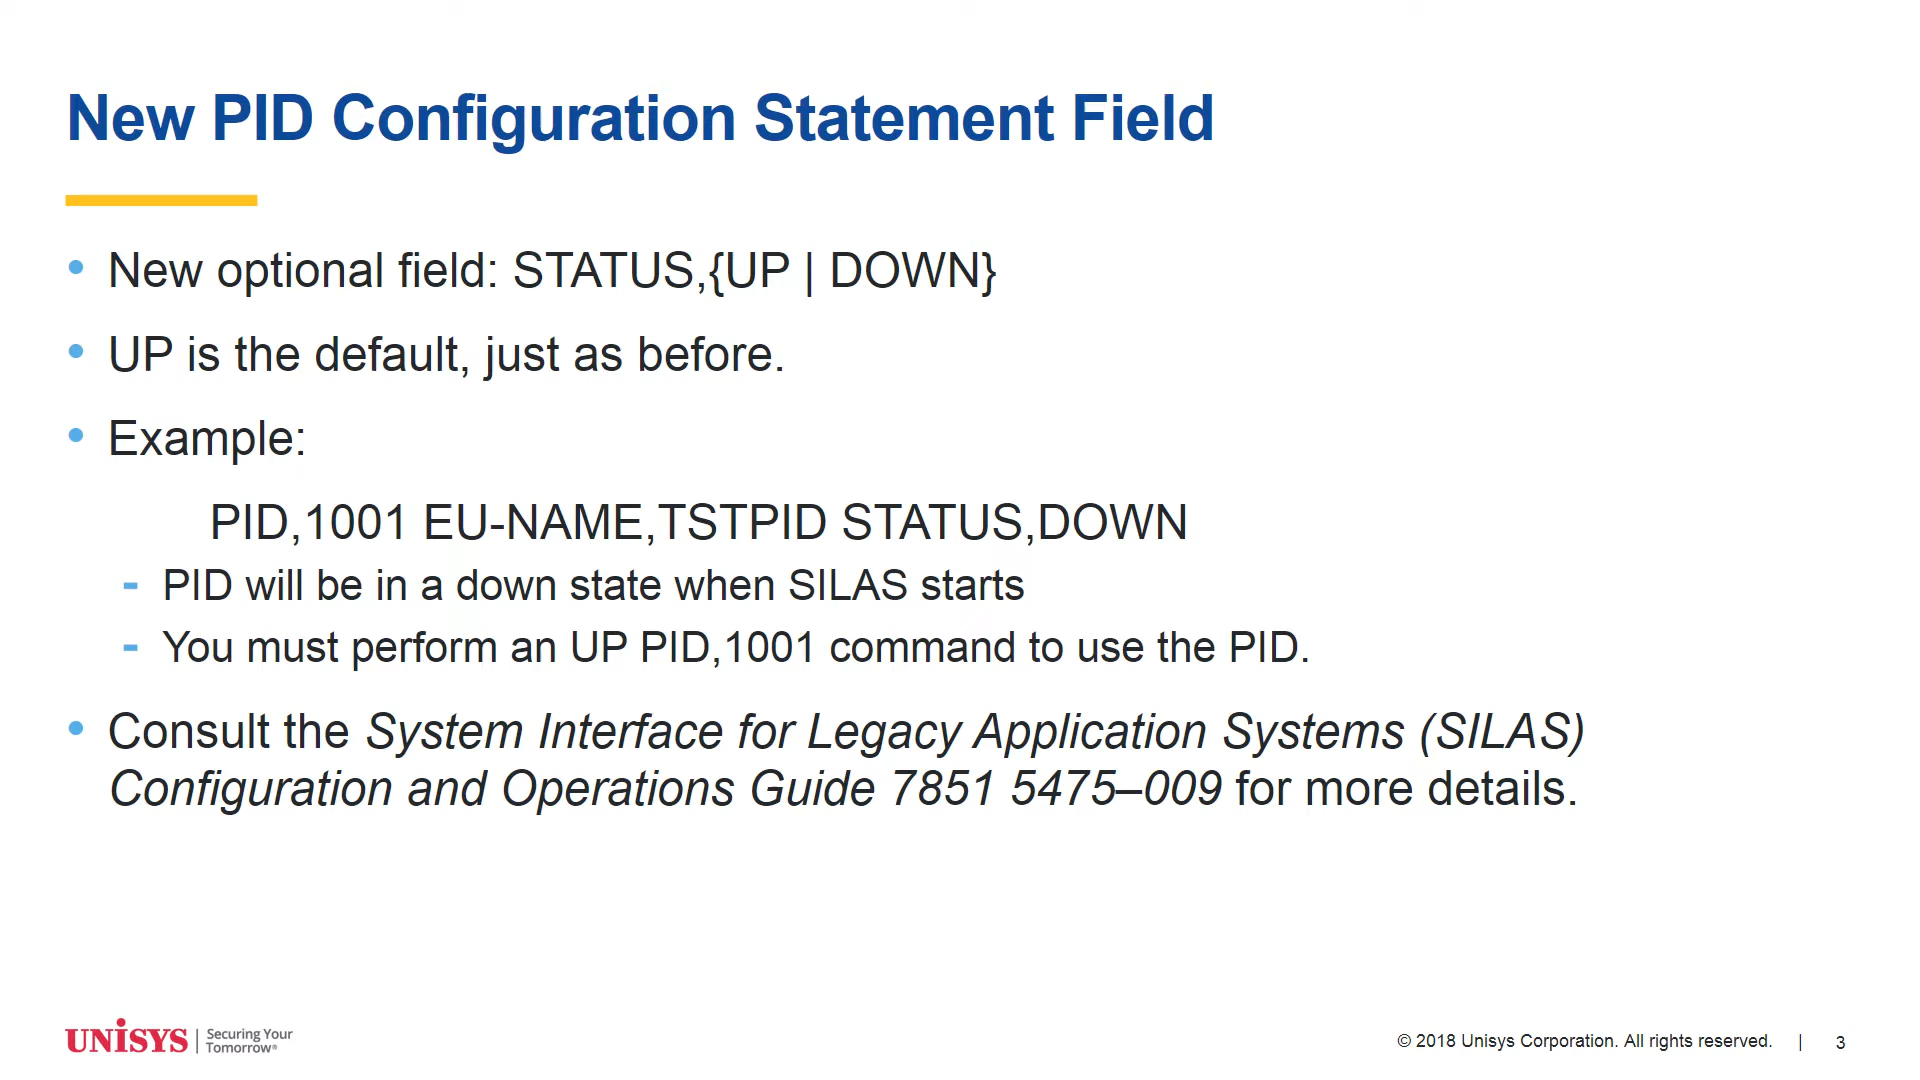 New PID Configuration Statement Field
• New optional field: STATUS,{UP | DOWN}
• UP is the default, just as before.
• Example:
PID,1001 EU-NAME,TSTPID STATUS,DOWN
- PID will be in a down state when SILAS starts
- You must perform an UP PID,1001 command to use the PID.
• Consult the System Interface for Legacy Application Systems (SILAS)
Configuration and Operations Guide 7851 5475–009 for more details.
UNISYS | Securing Your
Tomorrow®
© 2018 Unisys Corporation. All rights reserved. | 3